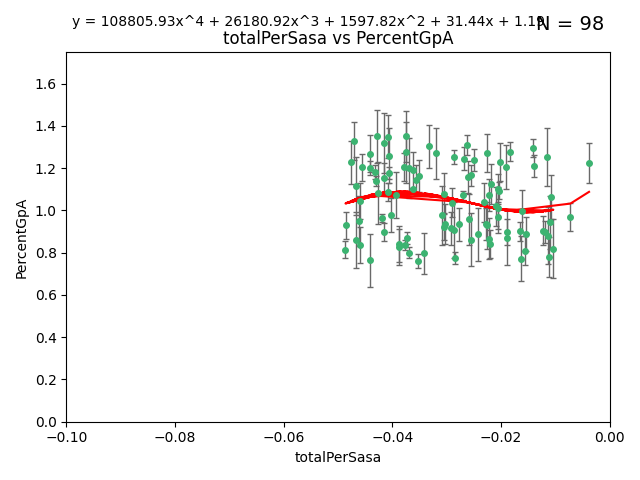 y = 108805.93x^4 + 26180.92x^3 + 1597.82x^2 + 31.44x + 1.19
N = 98
totalPerSasa vs PercentGpA
1.6
1.4
1.2
1.0
0.8
0.6
0.4
0.2
0.0
PercentGpA
−0.10 −0.08 −0.06 −0.04 −0.02 0.00
totalPerSasa